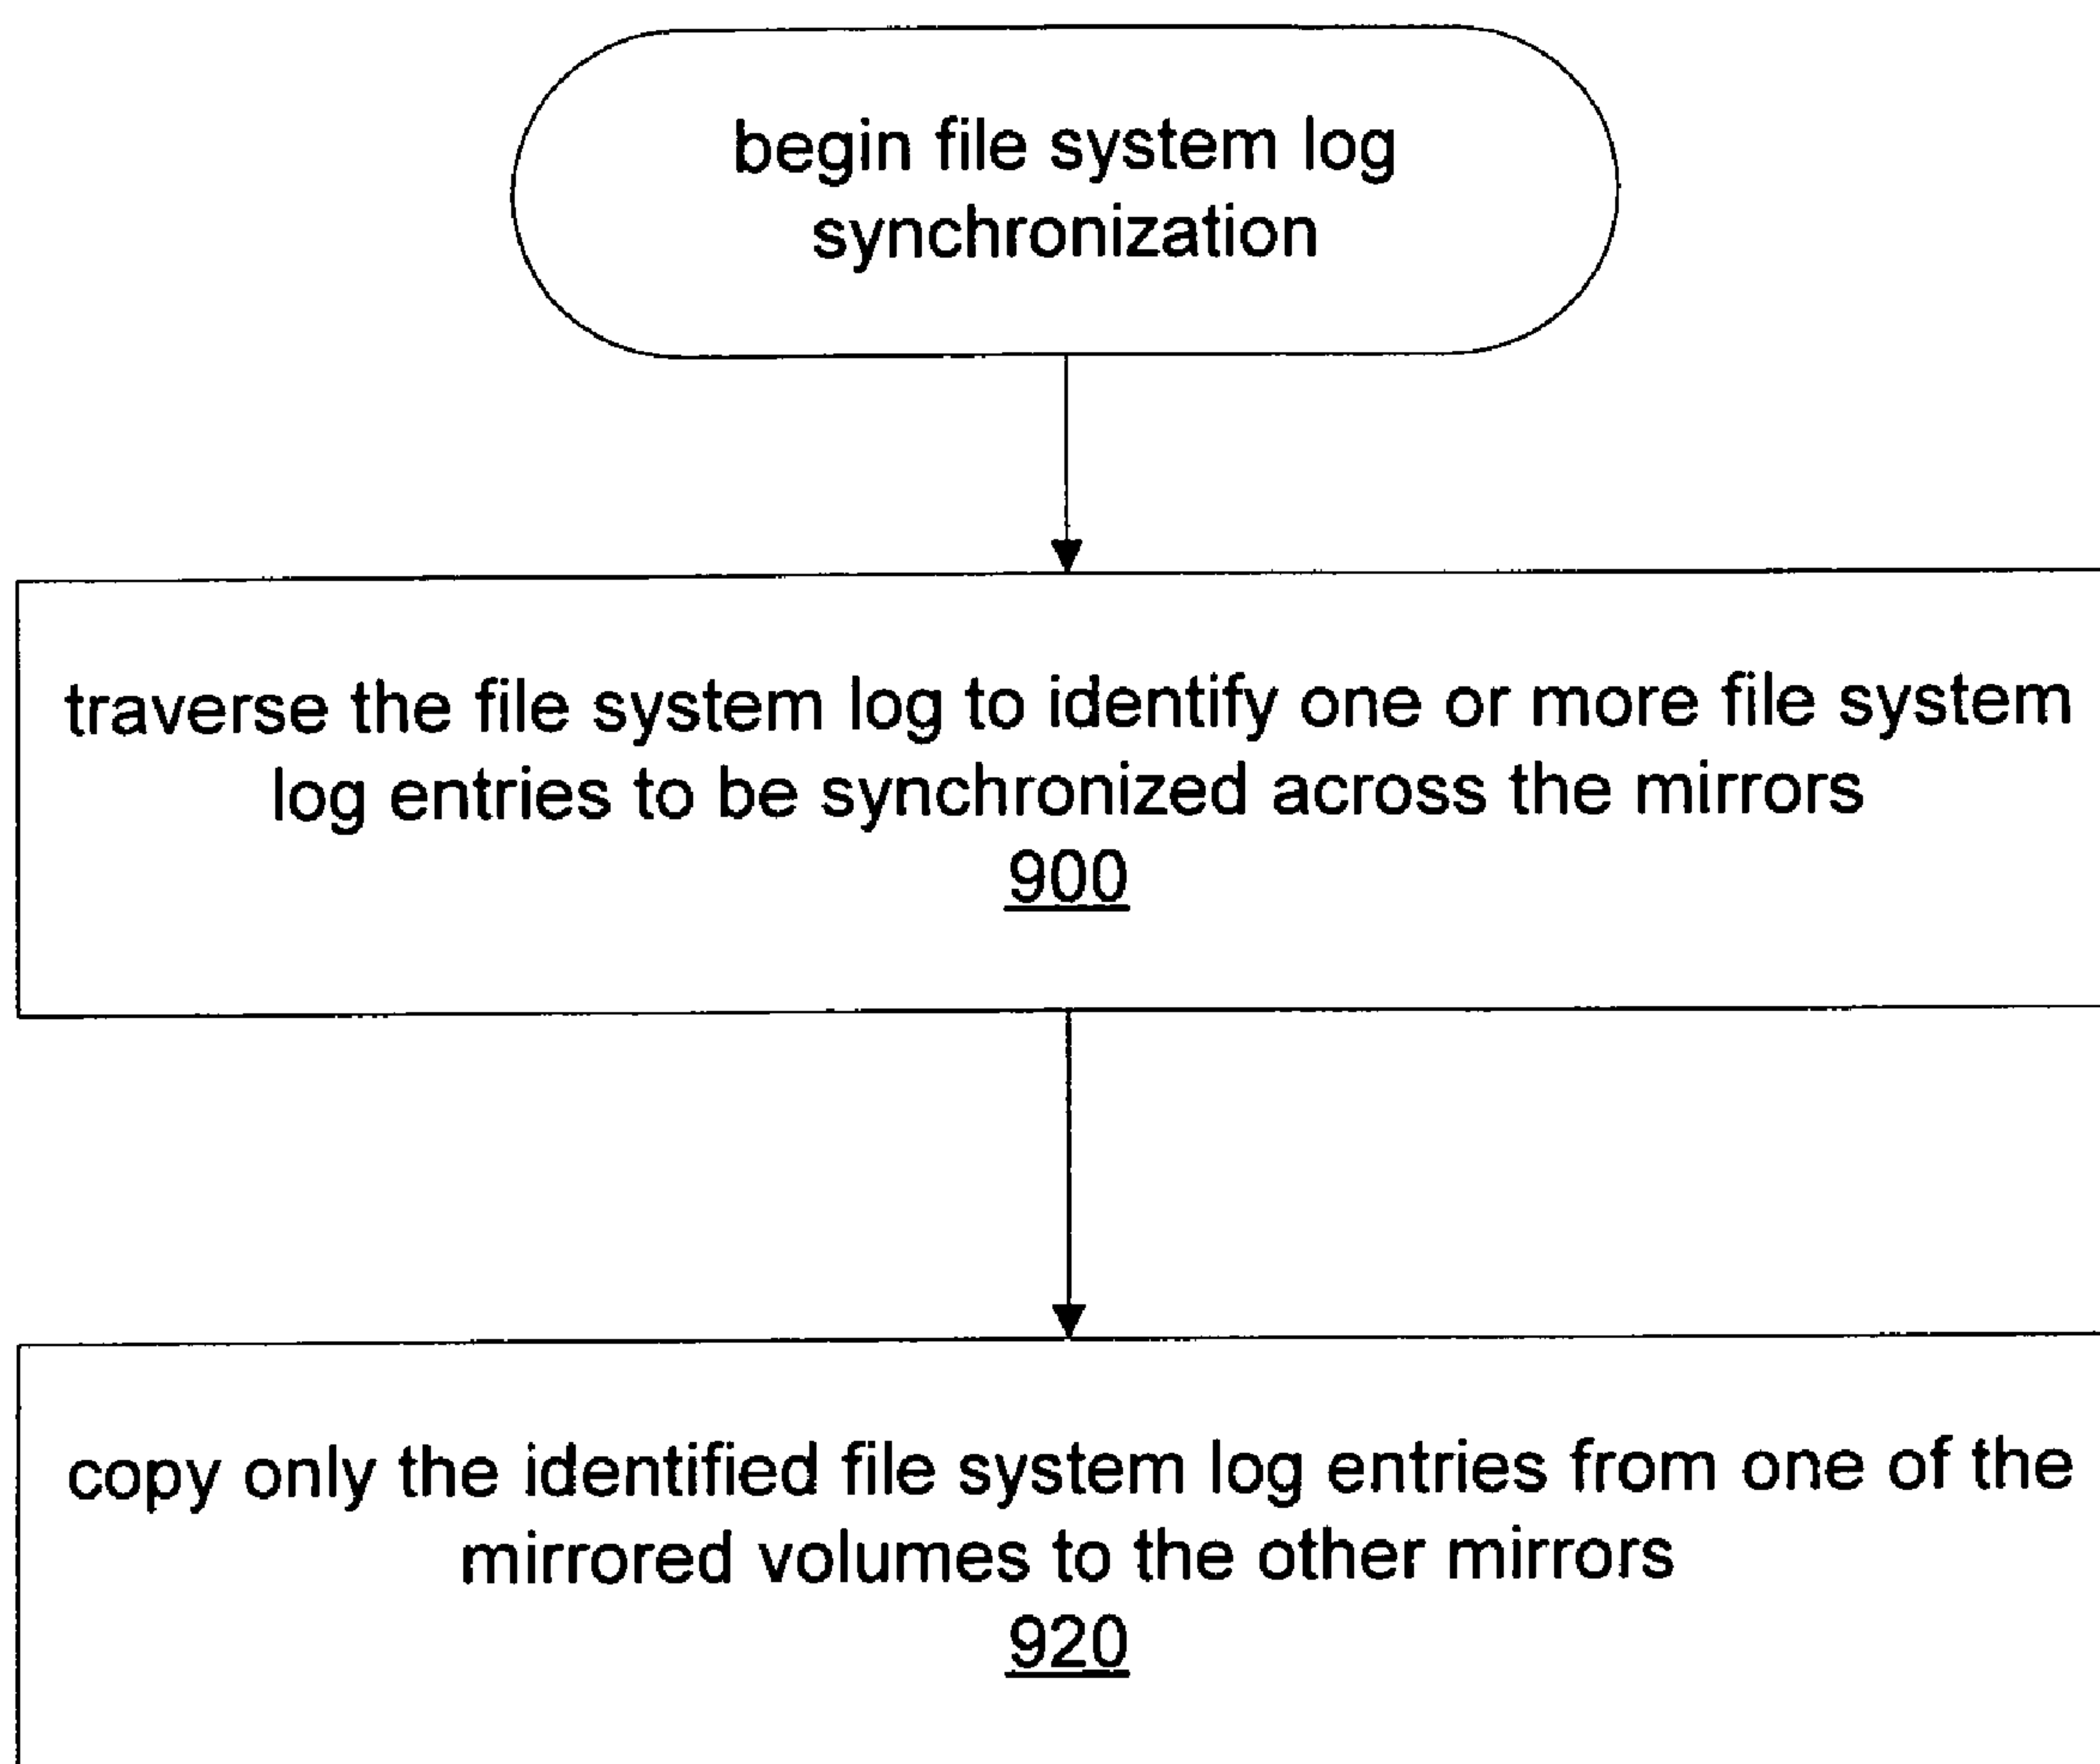 begin file system log
synchronization
traverse the file system log to identify one or more file system
log entries to be synchronized across the mirrors
900
copy only the identified file system log entries from one of the
mirrored volumes to the other mirrors
920